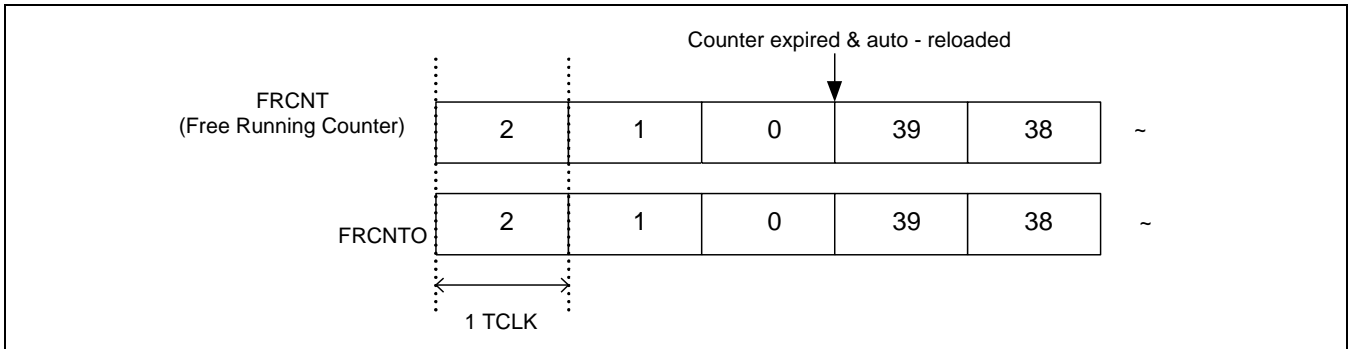 Counter expired & auto - reloaded
FRCNT
(Free Running Counter)
2 1 0 39 38 ~
FRCNTO
2 1 0 39 38 ~
1 TCLK